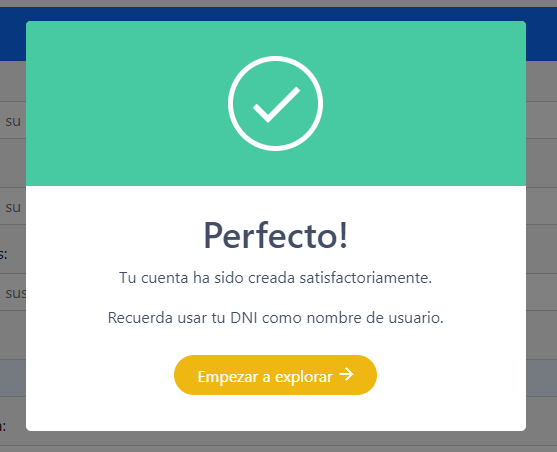 Perfecto!
Tu cuenta ha sido creada satisfactoriamente.
Recuerda usar tu DNI como nombre de usuario.
Empezar a explorar →
su
su
s:
sus